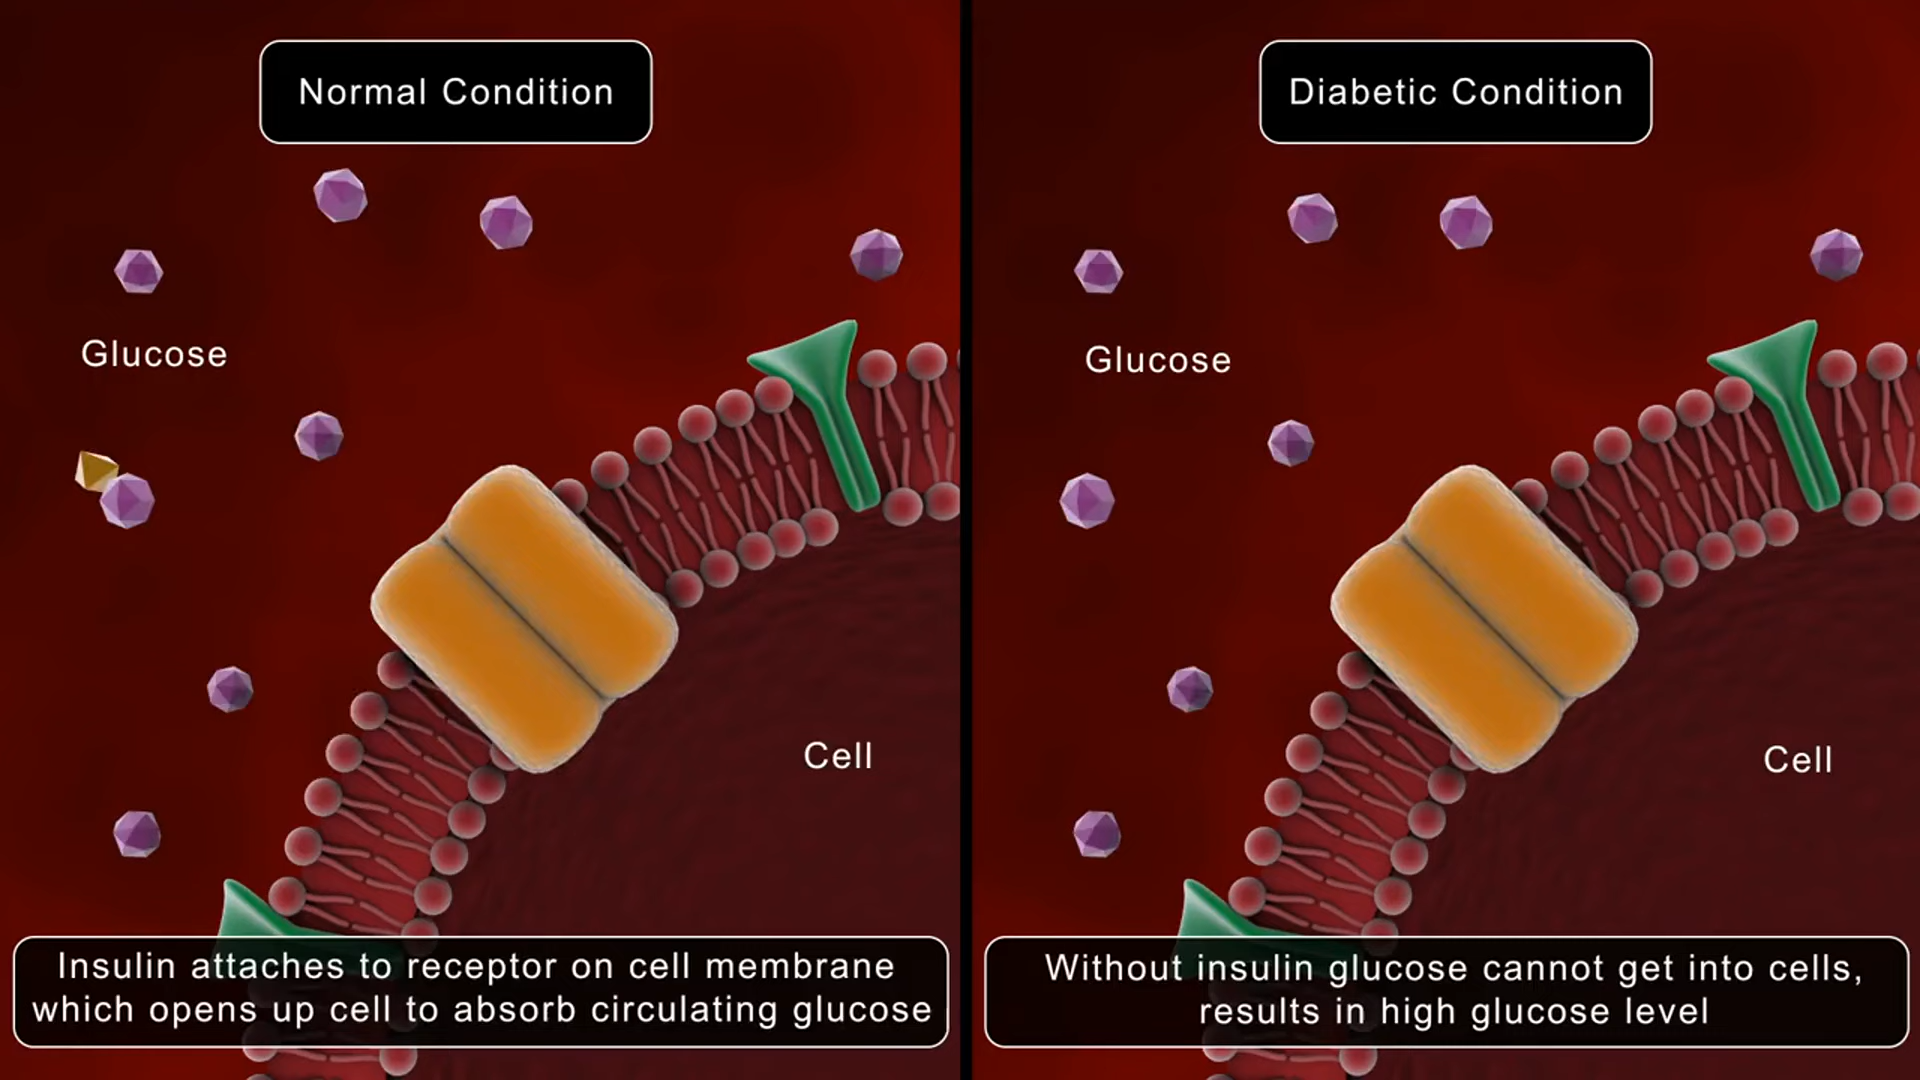 Normal Condition
Glucose
Cell
Insulin attaches to receptor on cell membrane
which opens up cell to absorb circulating glucose
Diabetic Condition
Glucose
Cell
Without insulin glucose cannot get into cells,
results in high glucose level